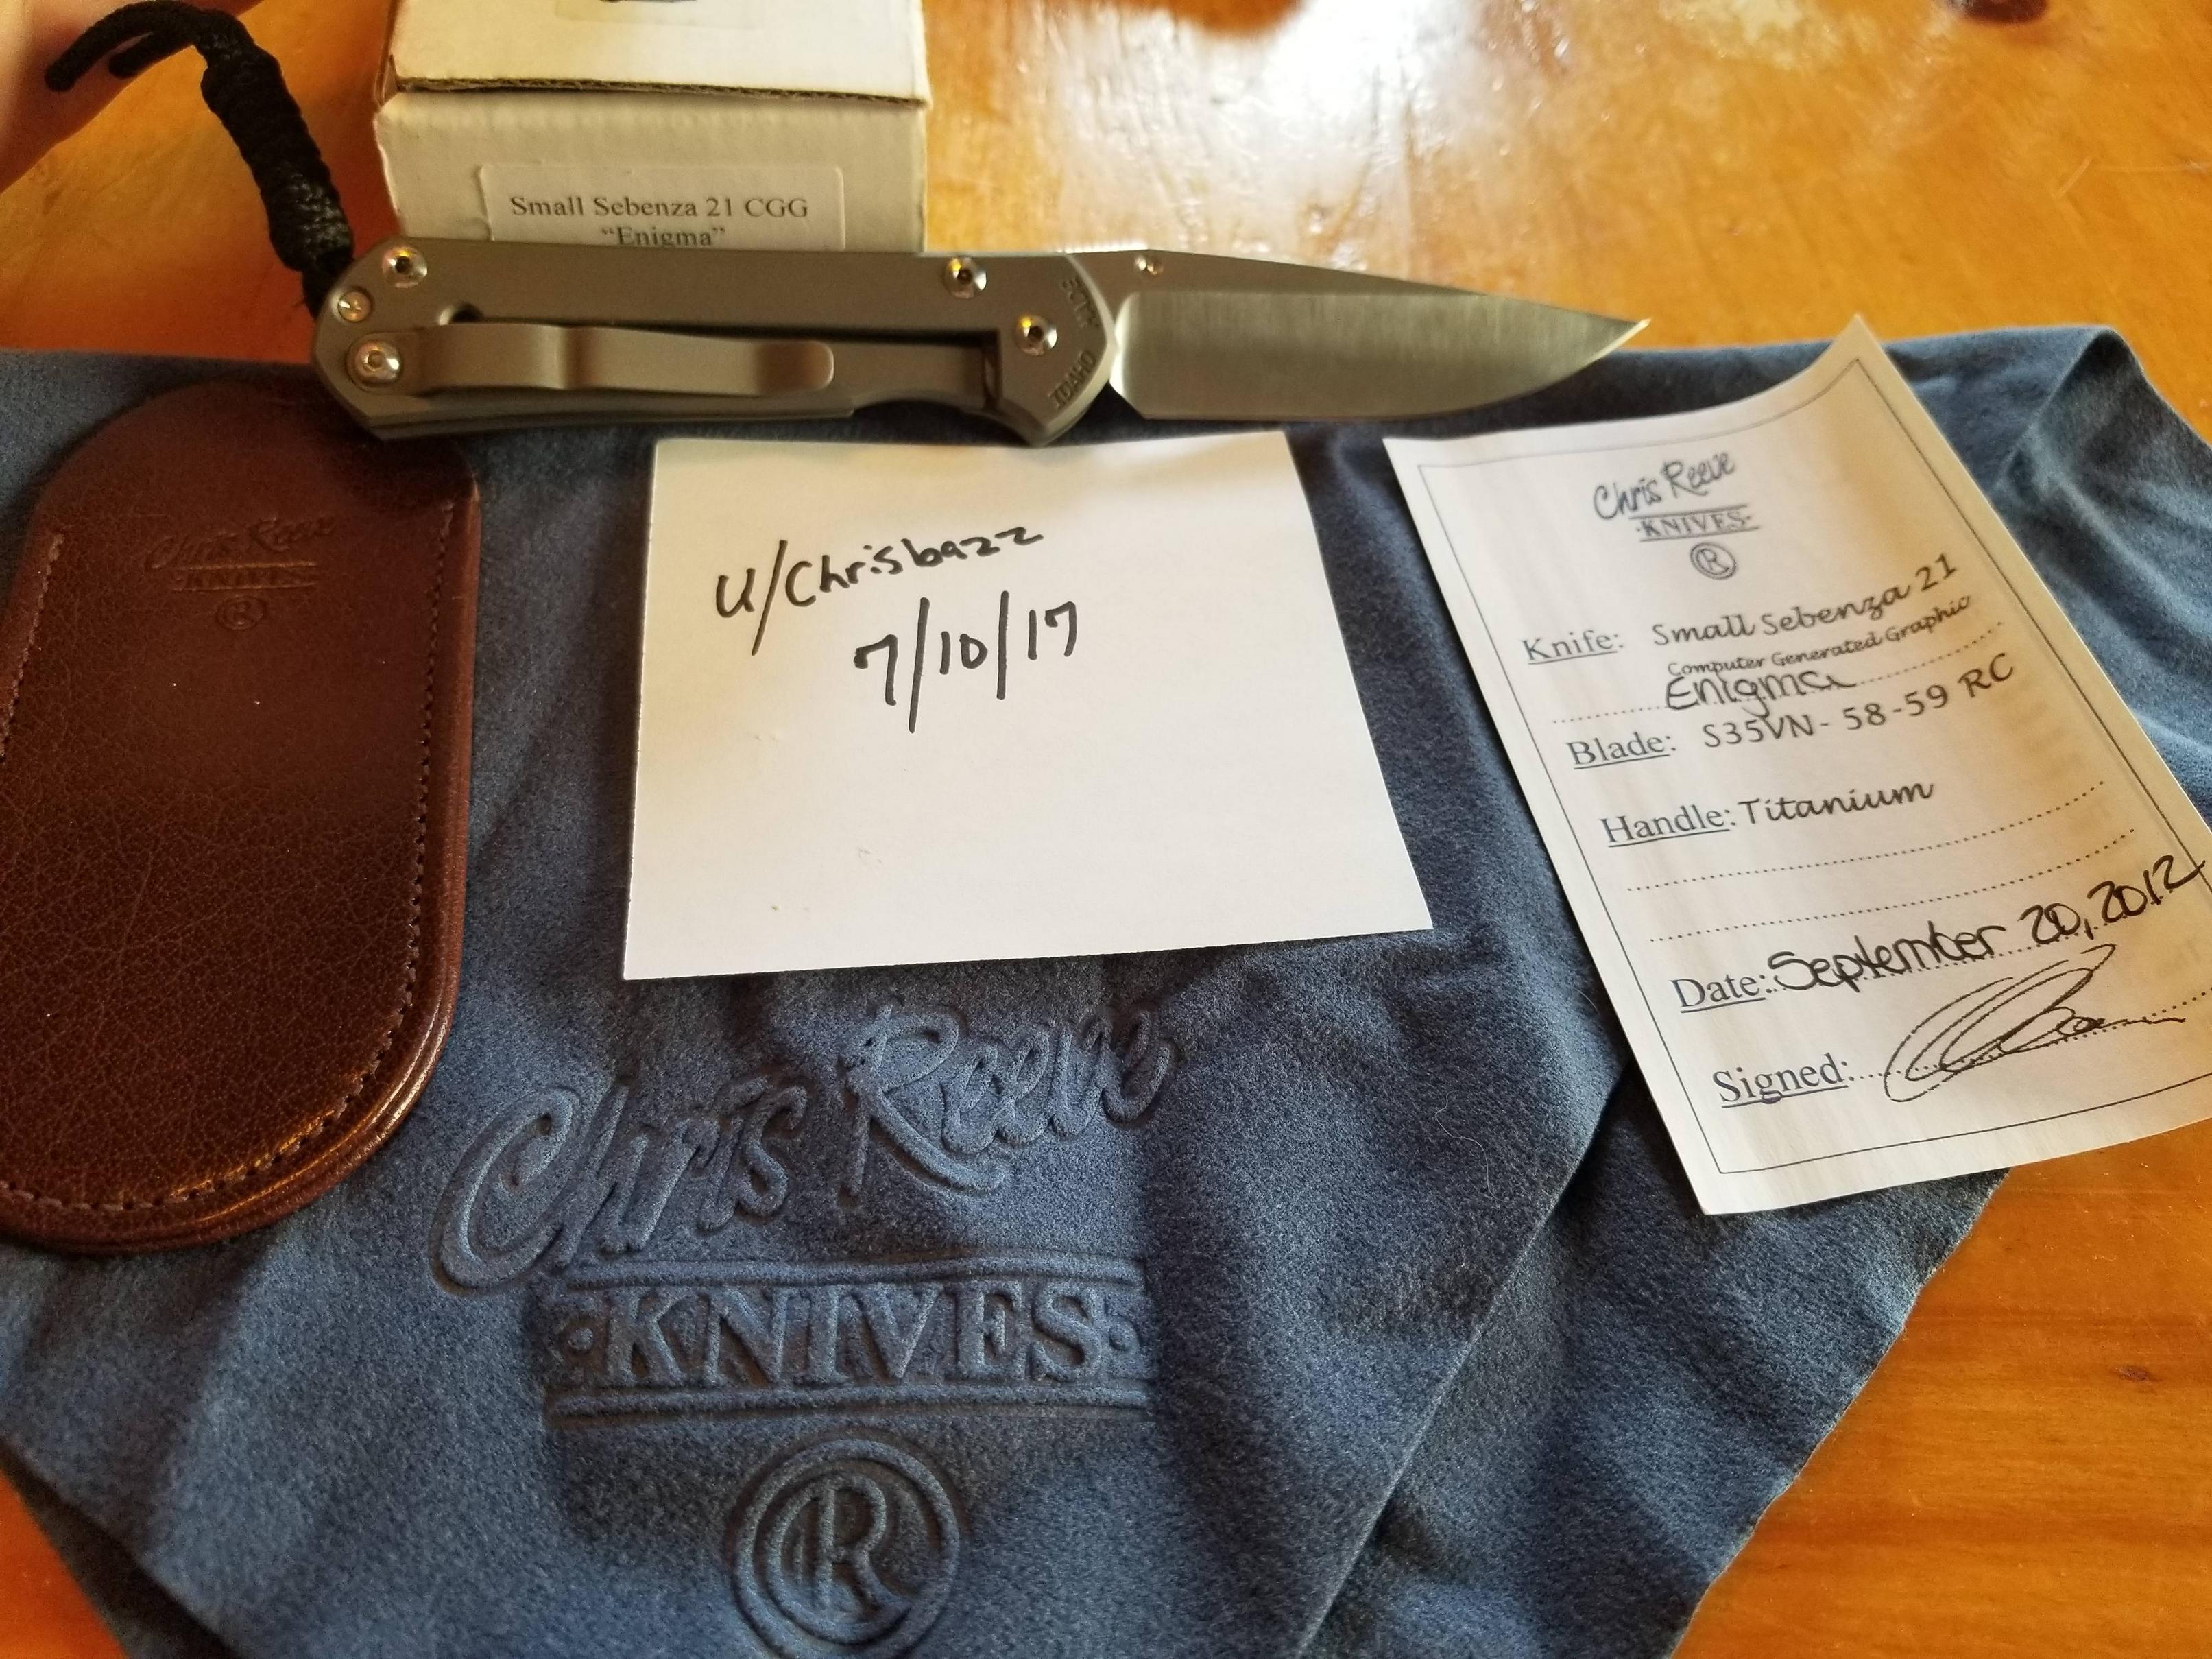 Small Sebenza 21 CGG
"Enigma"
BOISE
IDAHO
Chris Reeve
KNIVES
R
u/Chrisbazz
7/10/17
Chris Reeve
·KNIVES·
R
Knife: Small Sebenza 21
Computer Generated Graphic
Enigma
Blade: S35VN - 58-59 RC
Handle: Titanium
Date: September 20, 2012
Signed:
Chris Reeve
·KNIVES·
R